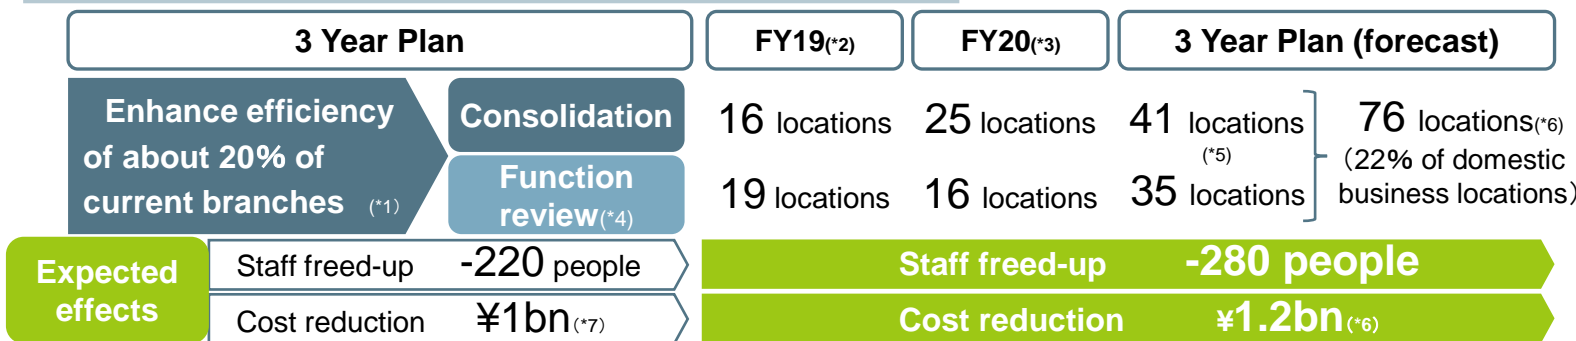 3 Year Plan
FY19(*2)
FY20(*3)
3 Year Plan (forecast)
Enhance efficiency
of about 20% of
current branches (*1)
Consolidation
16 locations
25 locations
41 locations
(*5)
Function
review(*4)
19 locations
16 locations
35 locations
76 locations(*6)
(22% of domestic
business locations)
Expected
effects
Staff freed-up -220 people
Cost reduction ¥1bn(*7)
Staff freed-up -280 people
Cost reduction ¥1.2bn(*6)